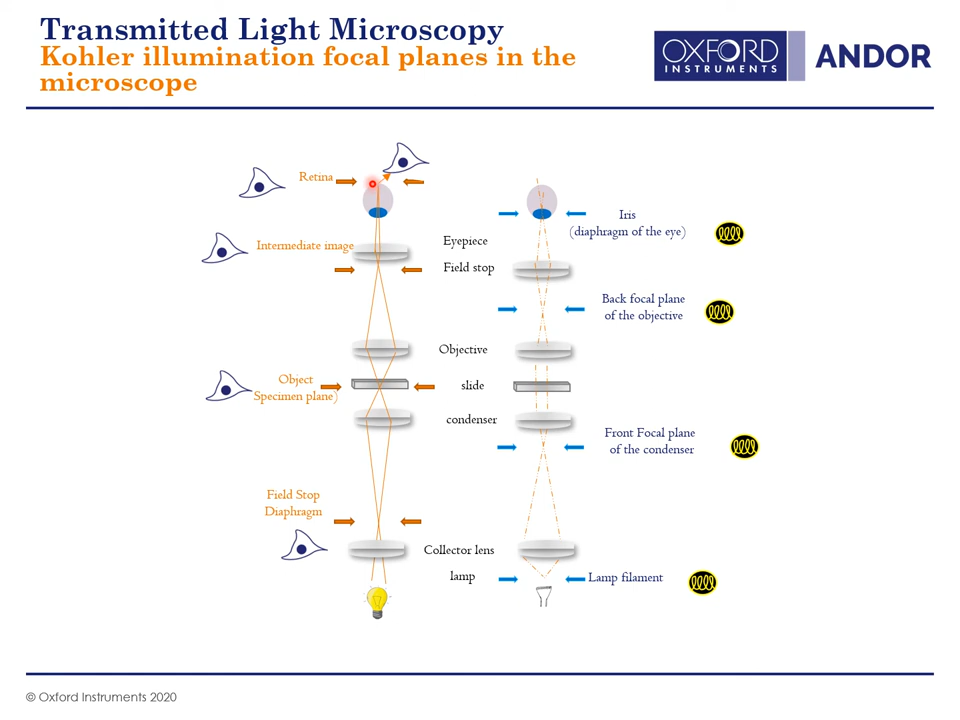 Transmitted Light Microscopy
Kohler illumination focal planes in the
microscope
OXFORD
INSTRUMENTS
ANDOR
Retina
Intermediate image
Object
Specimen plane)
Field Stop
Diaphragm
Eyepiece
Field stop
Objective
slide
condenser
Collector lens
lamp
Iris
(diaphragm of the eye)
Back focal plane
of the objective
Front Focal plane
of the condenser
Lamp filament
© Oxford Instruments 2020